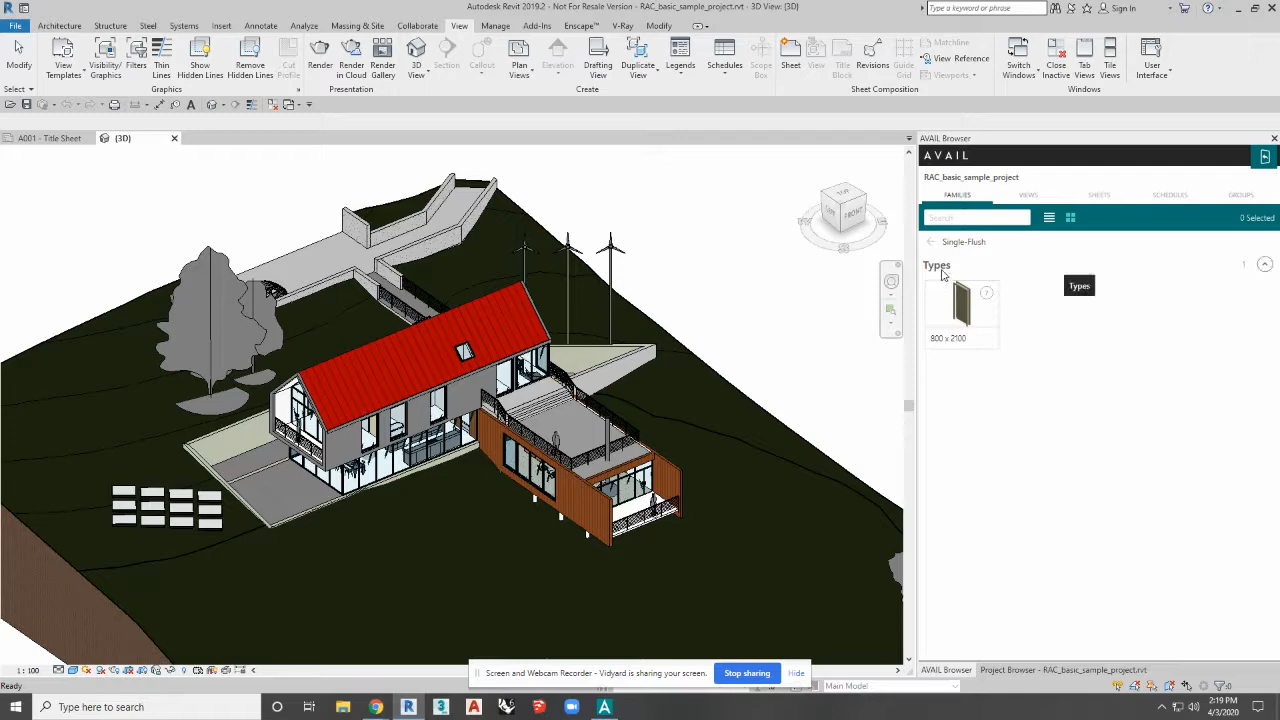 Autodesk Revit 2019.2 - Not For Resale Version - RAC_basic_sample_project.rvt - 3D View: {3D}
Type a keyword or phrase
Sign In
File Architecture Structure Steel Systems Insert Annotate Analyze Massing & Site Collaborate View Manage Add-Ins Enscape™ V-Ray Modify
Modify
View Templates
Visibility/ Graphics
Filters
Thin Lines
Show Hidden Lines
Remove Hidden Lines
Cut Profile
Render
Render in Cloud
Render Gallery
3D View
Section
Callout
Plan Views
Elevation
Drafting View
Duplicate View
Legends
Schedules
Scope Box
Sheet
View
Title Block
Revisions
Guide Grid
Matchline
View Reference
Viewports
Switch Windows
Close Inactive
Tab Views
Tile Views
User Interface
Select Graphics Presentation Create Sheet Composition Windows
A001 - Title Sheet
{3D}
AVAIL Browser
AVAIL
RAC_basic_sample_project
FAMILIES VIEWS SHEETS SCHEDULES GROUPS
Search
0 Selected
Single-Flush
Types
1
Types
800 x 2100
TOP
FRONT
1 : 100
Screen and Webcam Recorder - Vidyard is sharing your screen.
Stop sharing
Hide
AVAIL Browser
Project Browser - RAC_basic_sample_project.rvt
Ready
Main Model
:0
Type here to search
2:19 PM
4/3/2020